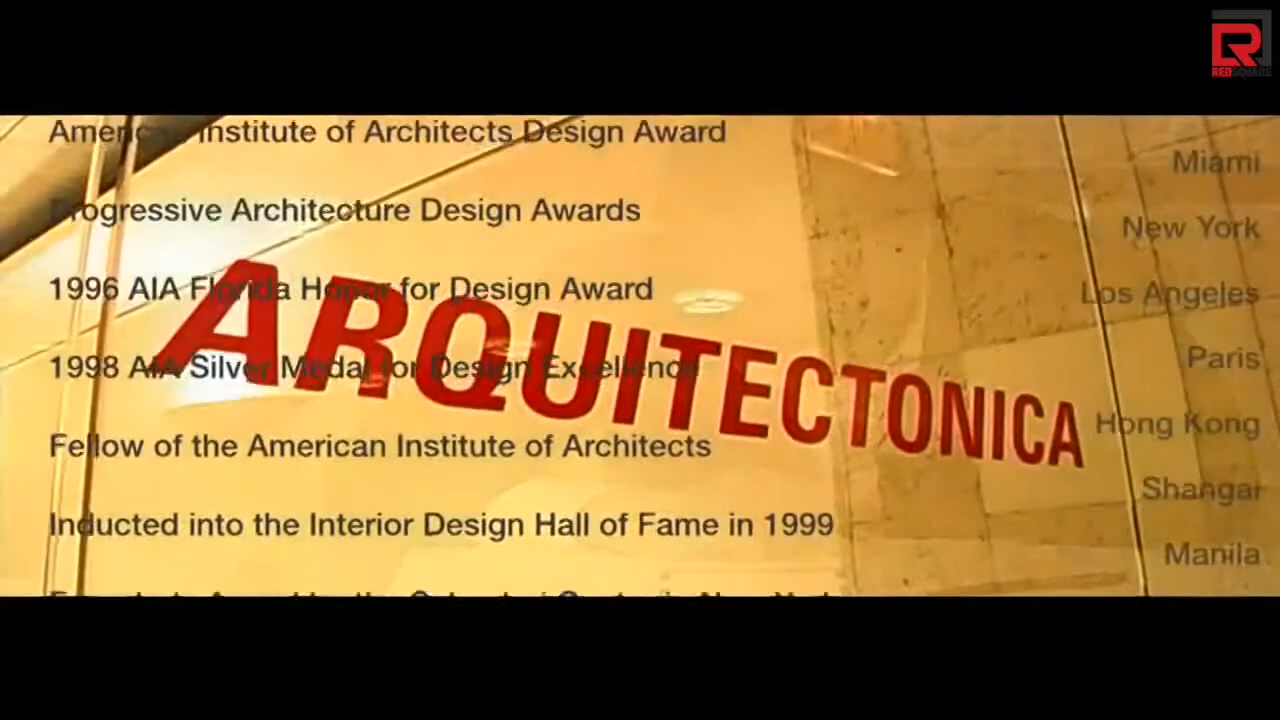 REDSQUARE
American Institute of Architects Design Award
Progressive Architecture Design Awards
1996 AIA Florida Honor for Design Award
1998 AIA Silver Medal for Design Excellence
Fellow of the American Institute of Architects
Inducted into the Interior Design Hall of Fame in 1999
ARQUITECTONICA
Miami
New York
Los Angeles
Paris
Hong Kong
Shangai
Manila